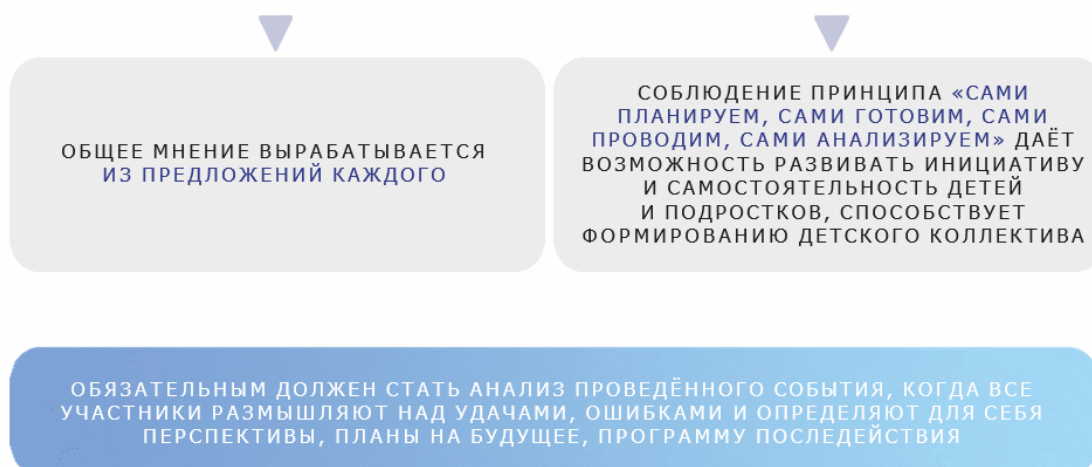 ОБЩЕЕ МНЕНИЕ ВЫРАБАТЫВАЕТСЯ
ИЗ ПРЕДЛОЖЕНИЙ КАЖДОГО
СОБЛЮДЕНИЕ ПРИНЦИПА «САМИ
ПЛАНИРУЕМ, САМИ ГОТОВИМ, САМИ
ПРОВОДИМ, САМИ АНАЛИЗИРУЕМ» ДАЁТ
ВОЗМОЖНОСТЬ РАЗВИВАТЬ ИНИЦИАТИВУ
И САМОСТОЯТЕЛЬНОСТЬ ДЕТЕЙ
И ПОДРОСТКОВ, СПОСОБСТВУЕТ
ФОРМИРОВАНИЮ ДЕТСКОГО КОЛЛЕКТИВА
ОБЯЗАТЕЛЬНЫМ ДОЛЖЕН СТАТЬ АНАЛИЗ ПРОВЕДЁННОГО СОБЫТИЯ, КОГДА ВСЕ
УЧАСТНИКИ РАЗМЫШЛЯЮТ НАД УДАЧАМИ, ОШИБКАМИ И ОПРЕДЕЛЯЮТ ДЛЯ СЕБЯ
ПЕРСПЕКТИВЫ, ПЛАНЫ НА БУДУЩЕЕ, ПРОГРАММУ ПОСЛЕДЕЙСТВИЯ